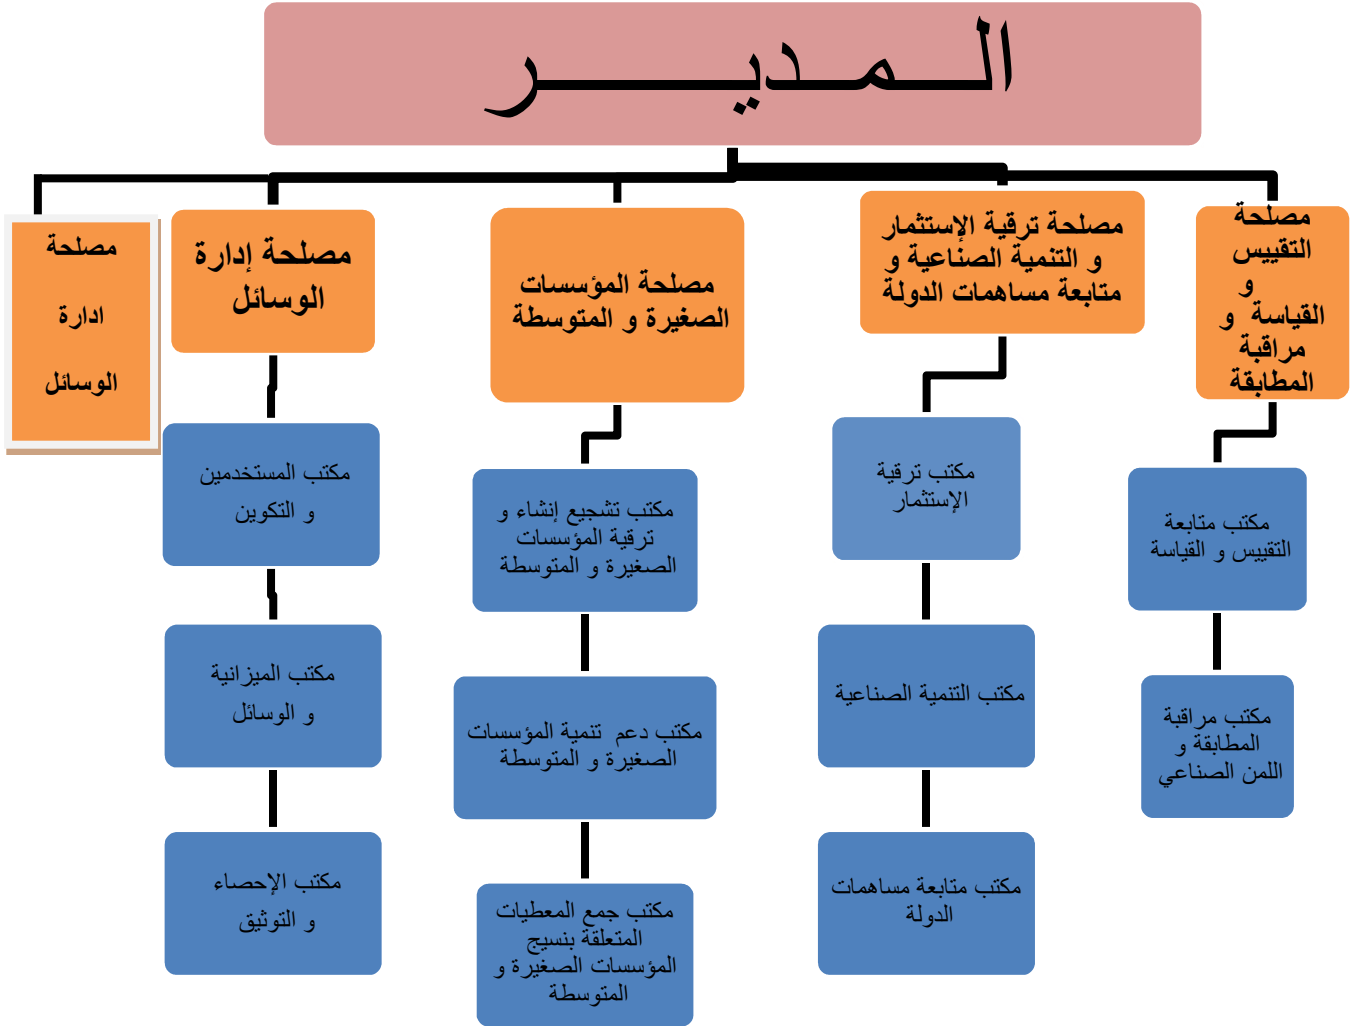 الـــمـــديـــــــر
مصلحة
التقييس
و
القياسة و
مراقبة
المطابقة
مكتب متابعة
التقييس و القياسة
مكتب مراقبة
المطابقة و
اللمن الصناعي
مصلحة ترقية الإستثمار
و التنمية الصناعية و
متابعة مساهمات الدولة
مكتب ترقية
الإستثمار
مكتب التنمية الصناعية
مكتب متابعة مساهمات
الدولة
مصلحة المؤسسات
الصغيرة و المتوسطة
مكتب تشجيع إنشاء و
ترقية المؤسسات
الصغيرة و المتوسطة
مكتب دعم تنمية المؤسسات
الصغيرة و المتوسطة
مكتب جمع المعطيات
المتعلقة بنسيج
المؤسسات الصغيرة و
المتوسطة
مصلحة إدارة
الوسائل
مكتب المستخدمين
و التكوين
مكتب الميزانية
و الوسائل
مكتب الإحصاء
و التوثيق
مصلحة
ادارة
الوسائل